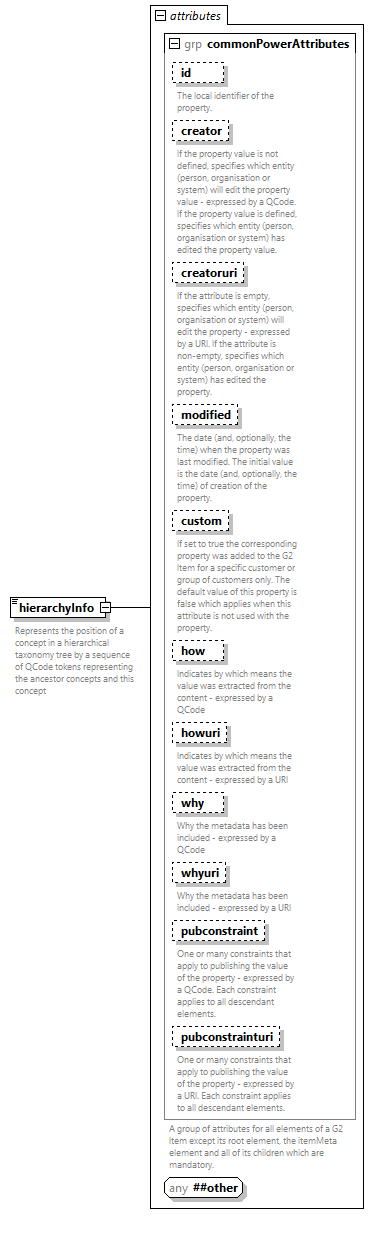 attributes
grp commonPowerAttributes
id
The local identifier of the
property.
creator
If the property value is not
defined, specifies which entity
(person, organisation or
system) will edit the property
value - expressed by a QCode.
If the property value is defined,
specifies which entity (person,
organisation or system) has
edited the property value.
creatoruri
If the attribute is empty,
specifies which entity (person,
organisation or system) will
edit the property - expressed
by a URI. If the attribute is
non-empty, specifies which
entity (person, organisation or
system) has edited the
property.
modified
The date (and, optionally, the
time) when the property was
last modified. The initial value
is the date (and, optionally, the
time) of creation of the
property.
custom
If set to true the corresponding
property was added to the G2
Item for a specific customer or
group of customers only. The
default value of this property is
false which applies when this
attribute is not used with the
property.
hierarchyInfo
Represents the position of a
concept in a hierarchical
taxonomy tree by a sequence
of QCode tokens representing
the ancestor concepts and this
concept
how
Indicates by which means the
value was extracted from the
content - expressed by a
QCode
howuri
Indicates by which means the
value was extracted from the
content - expressed by a URI
why
Why the metadata has been
included - expressed by a
QCode
whyuri
Why the metadata has been
included - expressed by a URI
pubconstraint
One or many constraints that
apply to publishing the value
of the property - expressed by
a QCode. Each constraint
applies to all descendant
elements.
pubconstrainturi
One or many constraints that
apply to publishing the value
of the property - expressed by
a URI. Each constraint applies
to all descendant elements.
A group of attributes for all elements of a G2
Item except its root element, the itemMeta
element and all of its children which are
mandatory.
any ##other